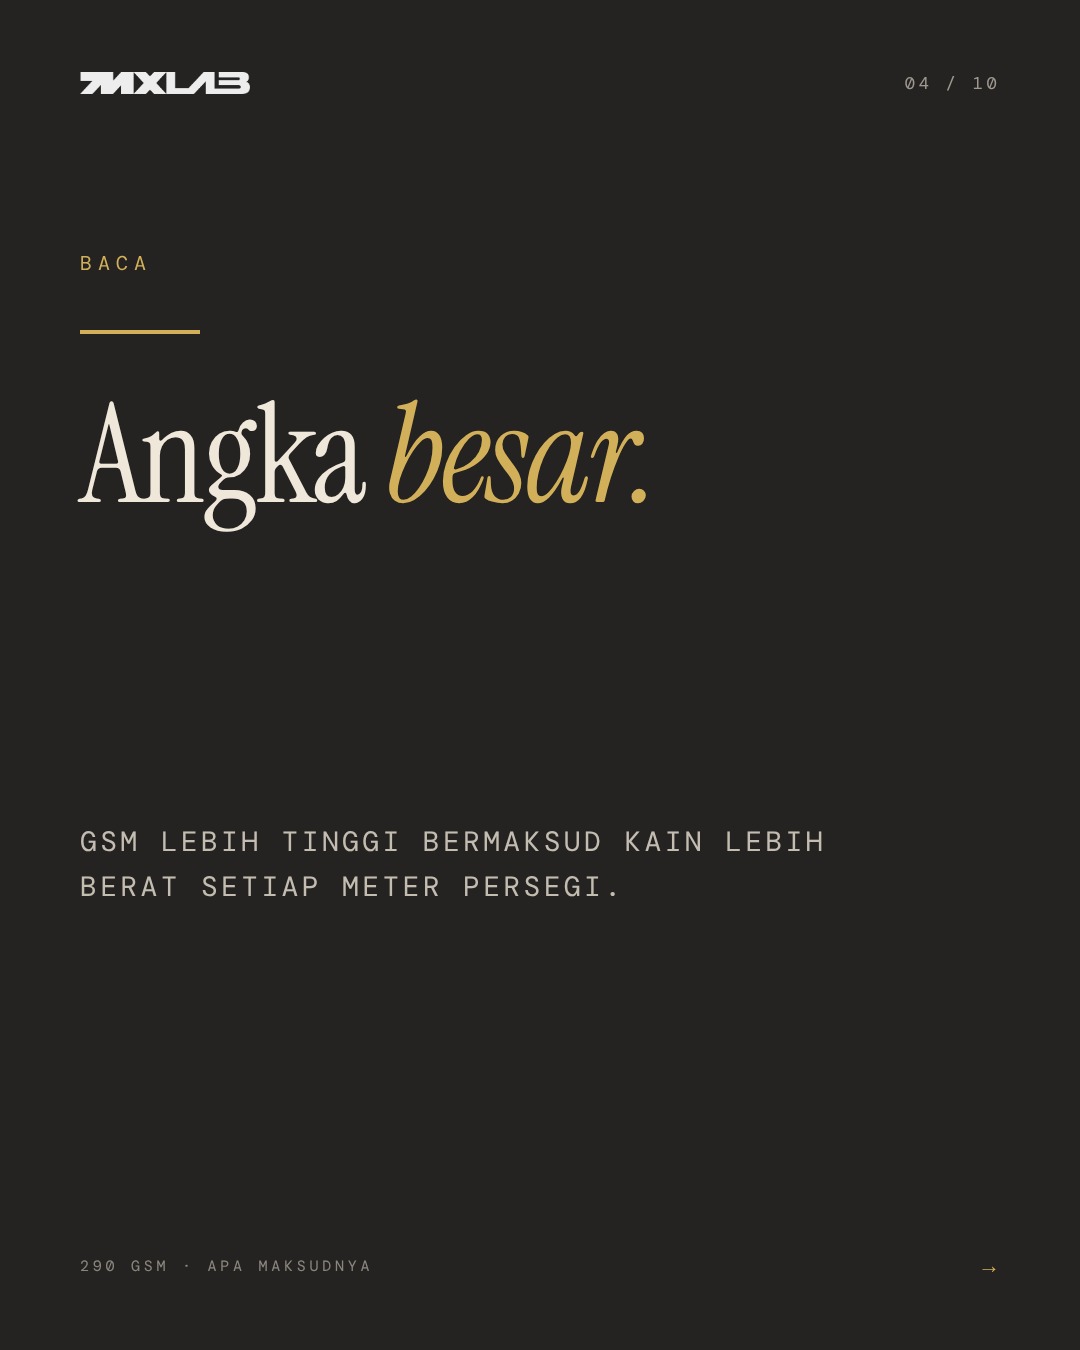 MXLAB
04 / 10
BACA
Angka besar.
GSM LEBIH TINGGI BERMAKSUD KAIN LEBIH
BERAT SETIAP METER PERSEGI.
290 GSM · APA MAKSUDNYA
→